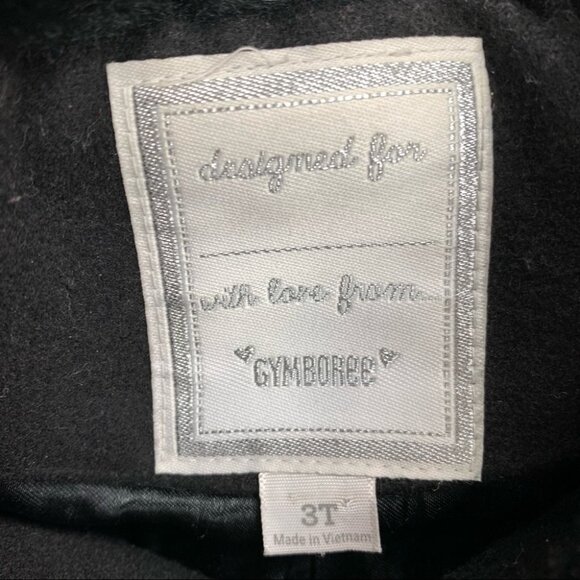 designed for
with love from...
GYMBOREE
3T
Made in Vietnam